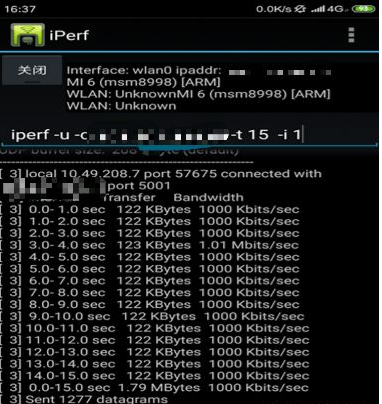 16:37 0.0K/s 4G 93
iPerf
关闭 Interface: wlan0 ipaddr:
MI 6 (msm8998) [ARM]
WLAN: UnknownMI 6 (msm8998) [ARM]
WLAN: Unknown
iperf -u -c -t 15 -i 1
UDP buffer size: 208 (default)
[ 3] local 10.49.208.7 port 57675 connected with
port 5001
Transfer Bandwidth
[ 3] 0.0- 1.0 sec 122 KBytes 1000 Kbits/sec
[ 3] 1.0- 2.0 sec 122 KBytes 1000 Kbits/sec
[ 3] 2.0- 3.0 sec 122 KBytes 1000 Kbits/sec
[ 3] 3.0- 4.0 sec 123 KBytes 1.01 Mbits/sec
[ 3] 4.0- 5.0 sec 122 KBytes 1000 Kbits/sec
[ 3] 5.0- 6.0 sec 122 KBytes 1000 Kbits/sec
[ 3] 6.0- 7.0 sec 122 KBytes 1000 Kbits/sec
[ 3] 7.0- 8.0 sec 122 KBytes 1000 Kbits/sec
[ 3] 8.0- 9.0 sec 122 KBytes 1000 Kbits/sec
[ 3] 9.0-10.0 sec 122 KBytes 1000 Kbits/sec
[ 3] 10.0-11.0 sec 122 KBytes 1000 Kbits/sec
[ 3] 11.0-12.0 sec 122 KBytes 1000 Kbits/sec
[ 3] 12.0-13.0 sec 122 KBytes 1000 Kbits/sec
[ 3] 13.0-14.0 sec 122 KBytes 1000 Kbits/sec
[ 3] 14.0-15.0 sec 122 KBytes 1000 Kbits/sec
[ 3] 0.0-15.0 sec 1.79 MBytes 1000 Kbits/sec
[ 3] Sent 1277 datagrams